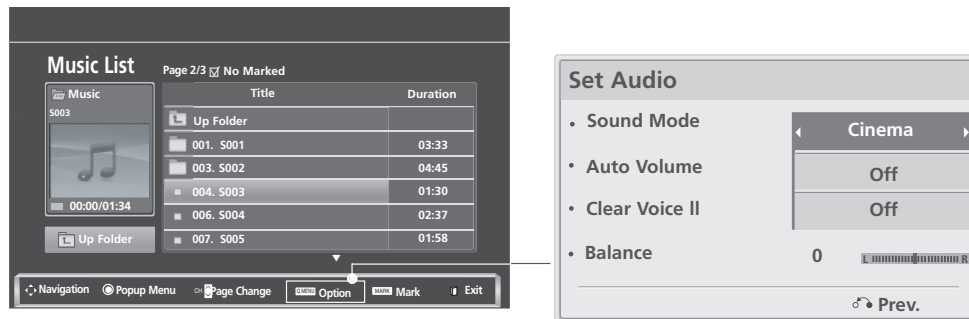 Music List
Page 2/3 ☑ No Marked
Music
S003
00:00/01:34
Up Folder
Title Duration
Up Folder
001. S001 03:33
003. S002 04:45
004. S003 01:30
006. S004 02:37
007. S005 01:58
Navigation Popup Menu CH Page Change Q.MENU Option MARK Mark Exit
Set Audio
• Sound Mode Cinema
• Auto Volume Off
• Clear Voice ll Off
• Balance 0 L R
Prev.